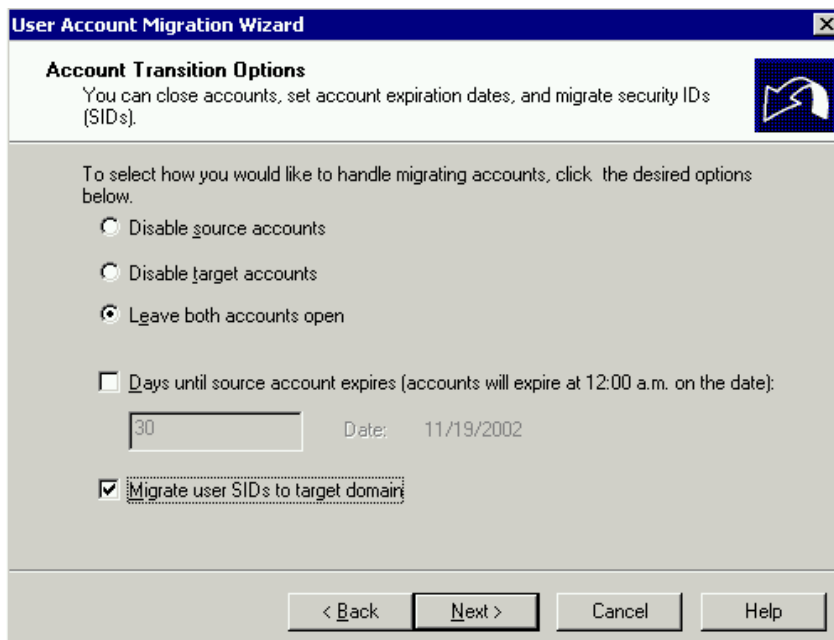 User Account Migration Wizard
Account Transition Options
You can close accounts, set account expiration dates, and migrate security IDs
(SIDs).
To select how you would like to handle migrating accounts, click the desired options
below.
Disable source accounts
Disable target accounts
Leave both accounts open
Days until source account expires (accounts will expire at 12:00 a.m. on the date):
30 Date: 11/19/2002
Migrate user SIDs to target domain
< Back Next > Cancel Help